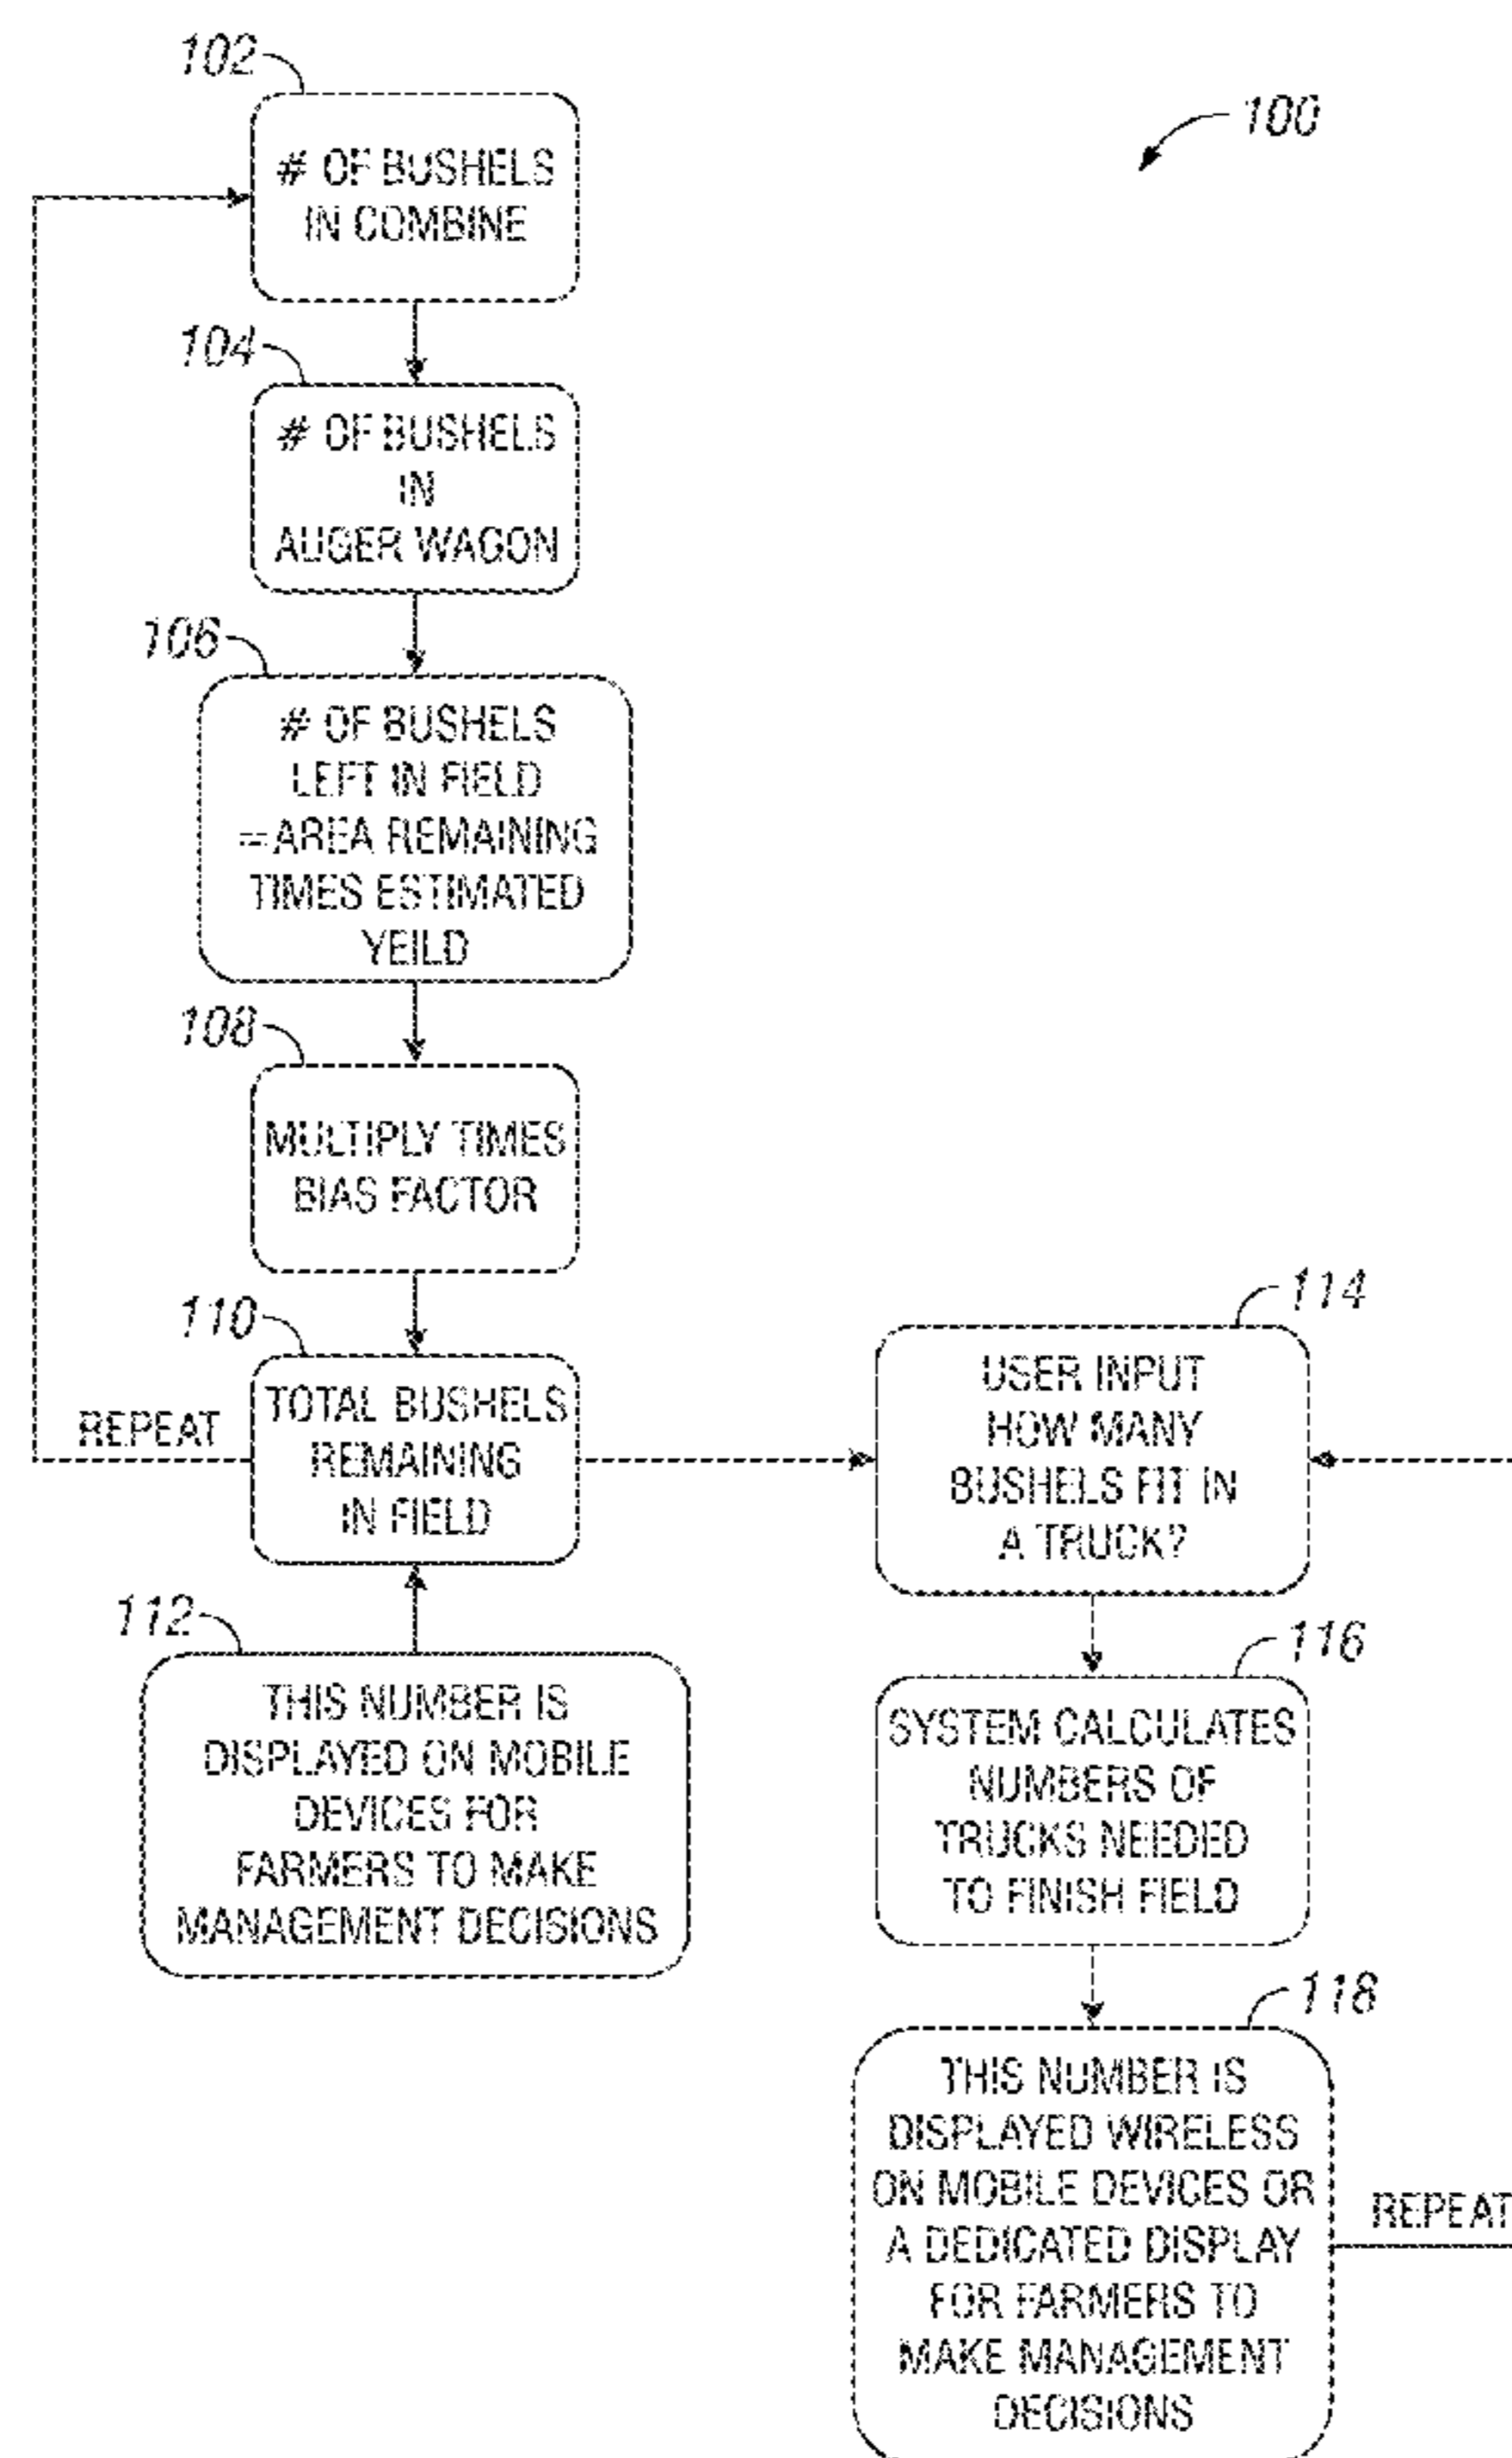 102
100
# OF BUSHELS
IN COMBINE
104
# OF BUSHELS
IN
AUGER WAGON
106
# OF BUSHELS
LEFT IN FIELD
=AREA REMAINING
TIMES ESTIMATED
YEILD
108
MULTIPLY TIMES
BIAS FACTOR
110
TOTAL BUSHELS
REMAINING
IN FIELD
REPEAT
112
THIS NUMBER IS
DISPLAYED ON MOBILE
DEVICES FOR
FARMERS TO MAKE
MANAGEMENT DECISIONS
114
USER INPUT
HOW MANY
BUSHELS FIT IN
A TRUCK?
116
SYSTEM CALCULATES
NUMBERS OF
TRUCKS NEEDED
TO FINISH FIELD
118
THIS NUMBER IS
DISPLAYED WIRELESS
ON MOBILE DEVICES OR
A DEDICATED DISPLAY
FOR FARMERS TO
MAKE MANAGEMENT
DECISIONS
REPEAT